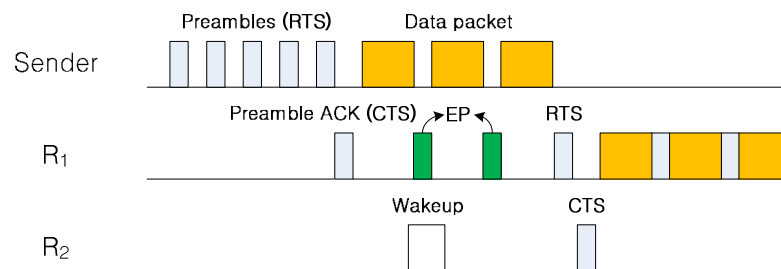 Preambles (RTS) Data packet
Sender
Preamble ACK (CTS) EP RTS
R1
Wakeup CTS
R2